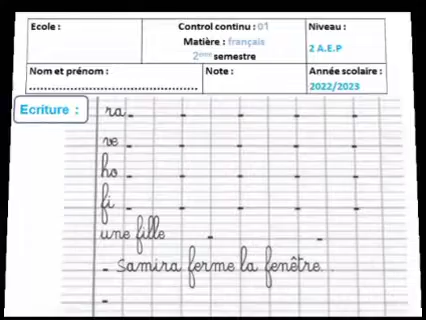 Ecole :
Control continu : 01
Matière : français
2ème semestre
Niveau :
2 A.E.P
Nom et prénom :
Note :
Année scolaire :
2022/2023
Ecriture :
ra
ve
ho
fi
une fille
- Samira ferme la fenêtre.